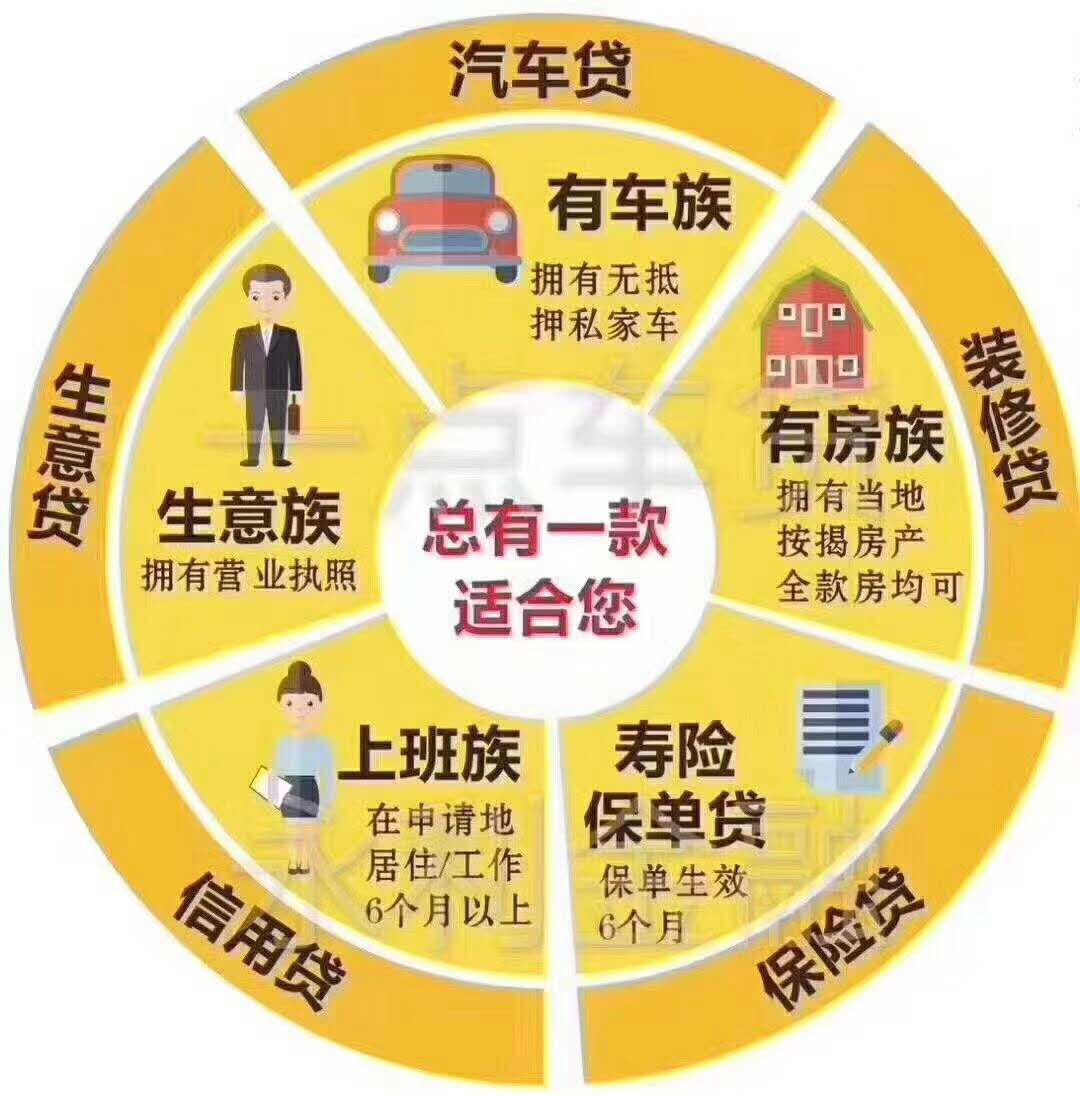 汽车贷
有车族
拥有无抵
押私家车
装修贷
有房族
拥有当地
按揭房产
全款房均可
保险贷
寿险
保单贷
保单生效
6个月
信用贷
上班族
在申请地
居住/工作
6个月以上
生意贷
生意族
拥有营业执照
总有一款
适合您